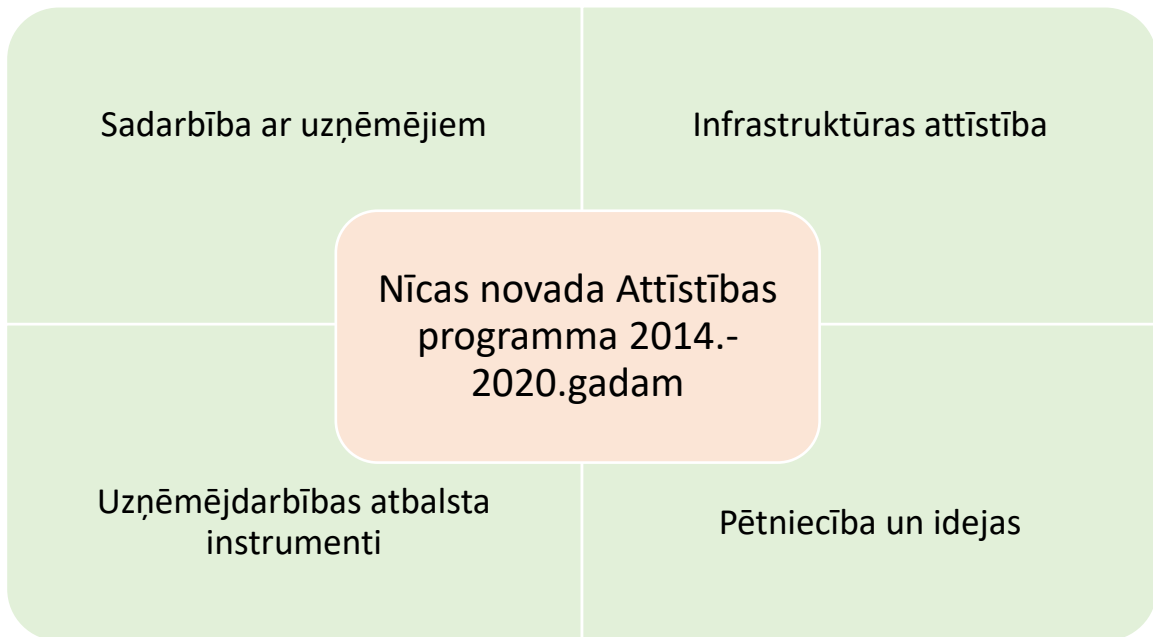 Sadarbība ar uzņēmējiem
Infrastruktūras attīstība
Nīcas novada Attīstības
programma 2014.-
2020.gadam
Uzņēmējdarbības atbalsta
instrumenti
Pētniecība un idejas